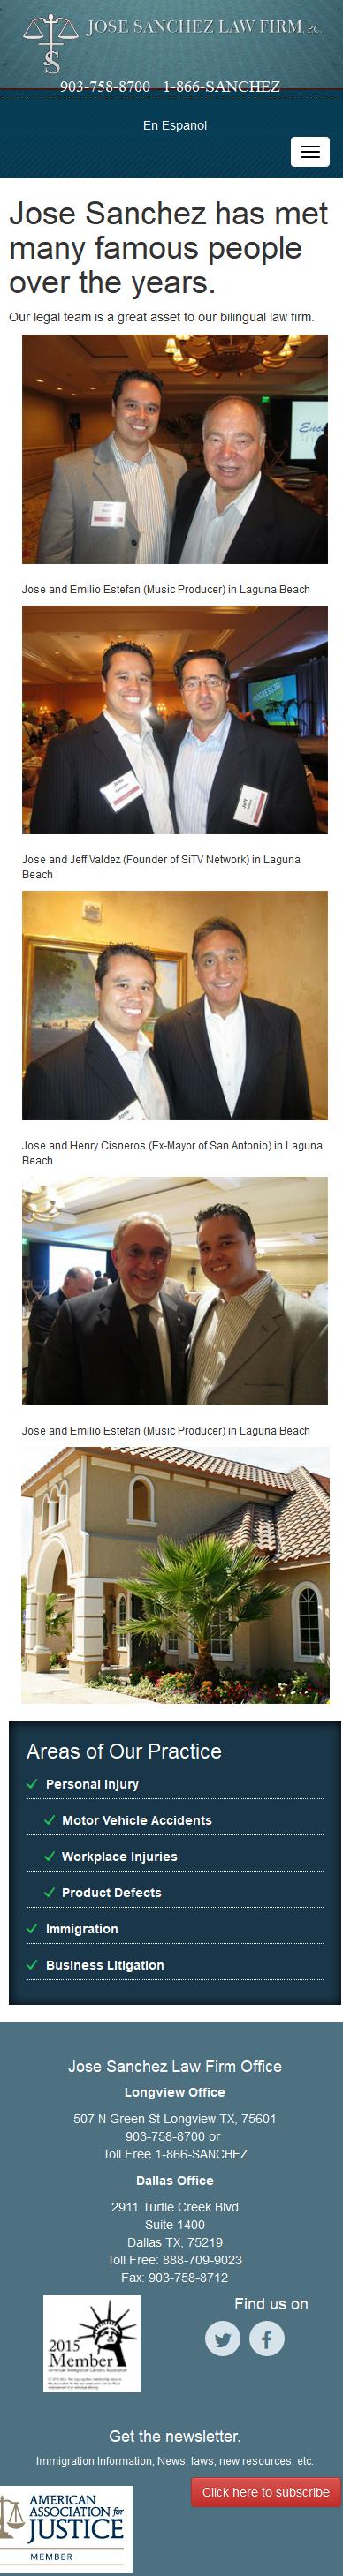 JOSE SANCHEZ LAW FIRM, P.C.
903-758-8700 1-866-SANCHEZ
En Espanol
Jose Sanchez has met
many famous people
over the years.
Our legal team is a great asset to our bilingual law firm.
Jose and Emilio Estefan (Music Producer) in Laguna Beach
Jose and Jeff Valdez (Founder of SiTV Network) in Laguna
Beach
Jose and Henry Cisneros (Ex-Mayor of San Antonio) in Laguna
Beach
Jose and Emilio Estefan (Music Producer) in Laguna Beach
Areas of Our Practice
Personal Injury
Motor Vehicle Accidents
Workplace Injuries
Product Defects
Immigration
Business Litigation
Jose Sanchez Law Firm Office
Longview Office
507 N Green St Longview TX, 75601
903-758-8700 or
Toll Free 1-866-SANCHEZ
Dallas Office
2911 Turtle Creek Blvd
Suite 1400
Dallas TX, 75219
Toll Free: 888-709-9023
Fax: 903-758-8712
2015
Member
American Immigration Lawyers Association
Find us on
Get the newsletter.
Immigration Information, News, laws, new resources, etc.
Click here to subscribe
AMERICAN
ASSOCIATION for
JUSTICE
MEMBER